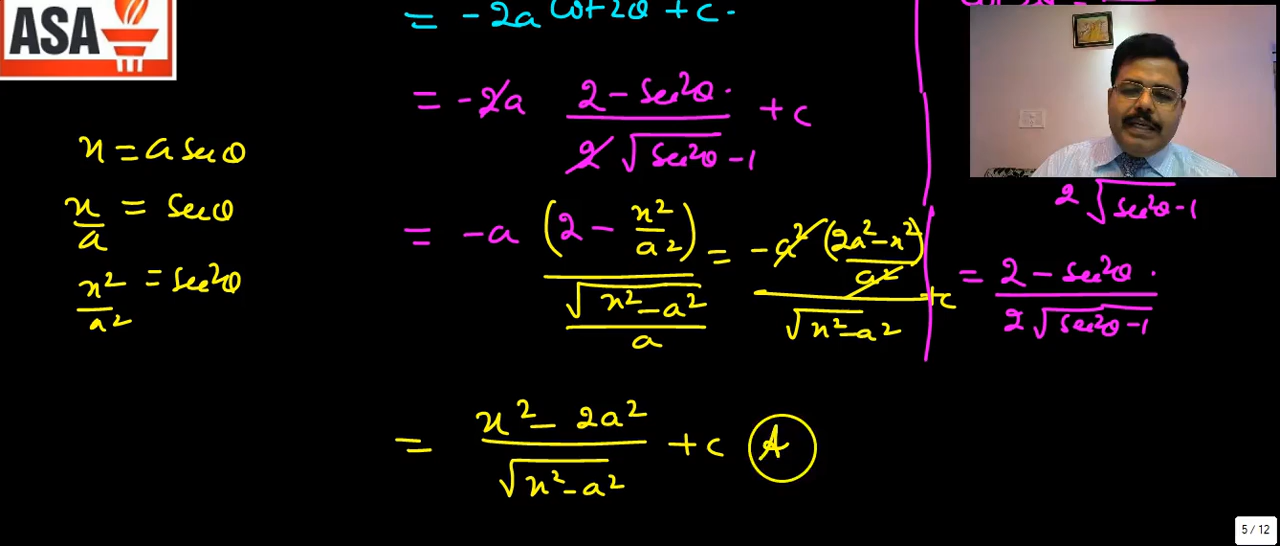 ASA
= -2a cot 2θ + c.
= -2a (2 - sec²θ.) / (2 √(sec²θ - 1)) + c
x = a secθ
x/a = secθ
x²/a² = sec²θ
= -a (2 - x²/a²) / (√(x² - a²) / a) = -a² ((2a² - x²) / a²) / √(x² - a²) + c
= (x² - 2a²) / √(x² - a²) + c (A)
2 √(sec²θ - 1)
= (2 - sec²θ.) / (2 √(sec²θ - 1))
5 / 12